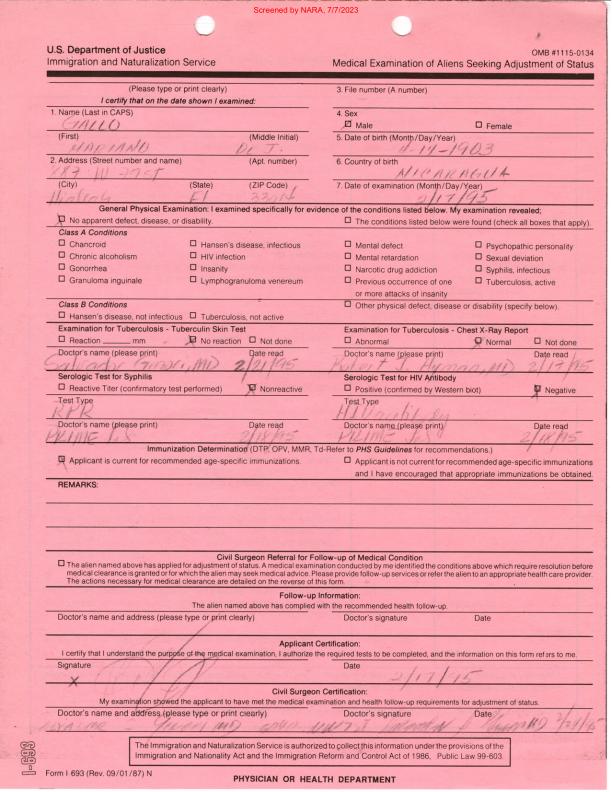 Screened by NARA, 7/7/2023
U.S. Department of Justice
Immigration and Naturalization Service
OMB #1115-0134
Medical Examination of Aliens Seeking Adjustment of Status
(Please type or print clearly)
I certify that on the date shown I examined:
3. File number (A number)
1. Name (Last in CAPS)
GALLO
4. Sex
Male
Female
(First)
(Middle Initial)
MARIANO
De J.
5. Date of birth (Month/Day/Year)
2. Address (Street number and name)
(Apt. number)
6. Country of birth
NICARAGUA
(City)
(State)
(ZIP Code)
Hialeah
Fl
7. Date of examination (Month/Day/Year)
2/17/95
General Physical Examination: I examined specifically for evidence of the conditions listed below. My examination revealed;
No apparent defect, disease, or disability.
The conditions listed below were found (check all boxes that apply).
Class A Conditions
Chancroid
Hansen's disease, infectious
Mental defect
Psychopathic personality
Chronic alcoholism
HIV infection
Mental retardation
Sexual deviation
Gonorrhea
Insanity
Narcotic drug addiction
Syphilis, infectious
Granuloma inguinale
Lymphogranuloma venereum
Previous occurrence of one
or more attacks of insanity
Tuberculosis, active
Class B Conditions
Other physical defect, disease or disability (specify below).
Hansen's disease, not infectious
Tuberculosis, not active
Examination for Tuberculosis - Tuberculin Skin Test
Examination for Tuberculosis - Chest X-Ray Report
Reaction ______ mm
No reaction
Not done
Abnormal
Normal
Not done
Doctor's name (please print)
Date read
MD 2/21/95
Doctor's name (please print)
Date read
Robert J. Hyman, MD 2/17/95
Serologic Test for Syphilis
Serologic Test for HIV Antibody
Reactive Titer (confirmatory test performed)
Nonreactive
Positive (confirmed by Western biot)
Negative
Test Type
RPR
Test Type
Doctor's name (please print)
Date read
PRIME 2/18/95
Doctor's name (please print)
Date read
PRIME 2/18/95
Immunization Determination (DTP, OPV, MMR, Td-Refer to PHS Guidelines for recommendations.)
Applicant is current for recommended age-specific immunizations.
Applicant is not current for recommended age-specific immunizations
and I have encouraged that appropriate immunizations be obtained.
REMARKS:
Civil Surgeon Referral for Follow-up of Medical Condition
The alien named above has applied for adjustment of status. A medical examination conducted by me identified the conditions above which require resolution before
medical clearance is granted or for which the alien may seek medical advice. Please provide follow-up services or refer the alien to an appropriate health care provider.
The actions necessary for medical clearance are detailed on the reverse of this form.
Follow-up Information:
The alien named above has complied with the recommended health follow-up.
Doctor's name and address (please type or print clearly)
Doctor's signature
Date
Applicant Certification:
I certify that I understand the purpose of the medical examination, I authorize the required tests to be completed, and the information on this form refers to me.
Signature
Date
X
2/17/95
Civil Surgeon Certification:
My examination showed the applicant to have met the medical examination and health follow-up requirements for adjustment of status.
Doctor's name and address (please type or print clearly)
Doctor's signature
Date
I-693
The Immigration and Naturalization Service is authorized to collect this information under the provisions of the
Immigration and Nationality Act and the Immigration Reform and Control Act of 1986, Public Law 99-603.
Form I 693 (Rev. 09/01/87) N
PHYSICIAN OR HEALTH DEPARTMENT